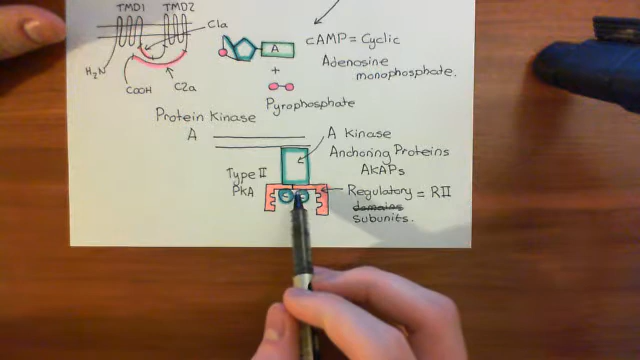 TMD1 TMD2
C1a
H2N
COOH
C2a
A
cAMP = Cyclic
Adenosine
monophosphate.
+
Pyrophosphate
Protein Kinase
A
A Kinase
Anchoring Proteins
AKAPs
Type II
PKA
Regulatory = RII
domains
subunits.
C C